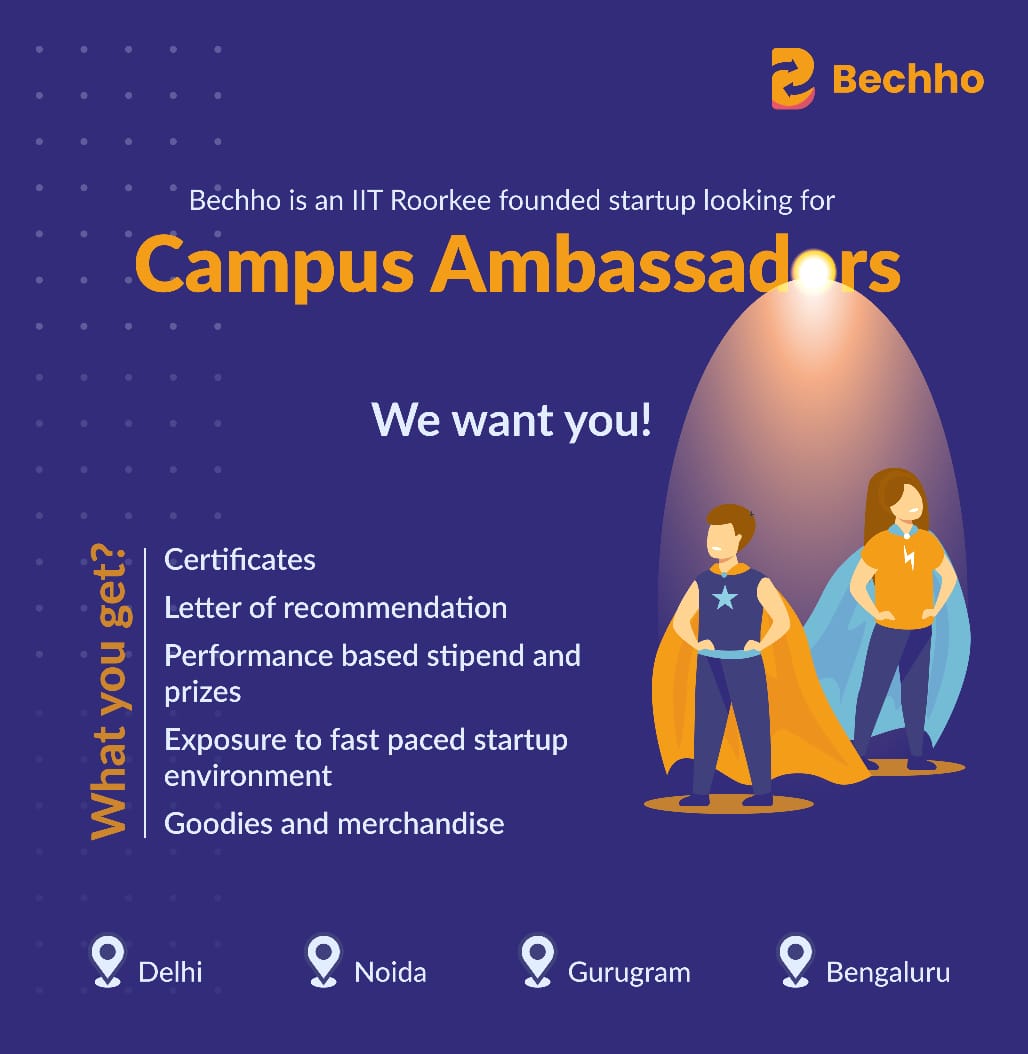 Bechho
Bechho is an IIT Roorkee founded startup looking for
Campus Ambassadors
We want you!
What you get?
Certificates
Letter of recommendation
Performance based stipend and
prizes
Exposure to fast paced startup
environment
Goodies and merchandise
Delhi
Noida
Gurugram
Bengaluru